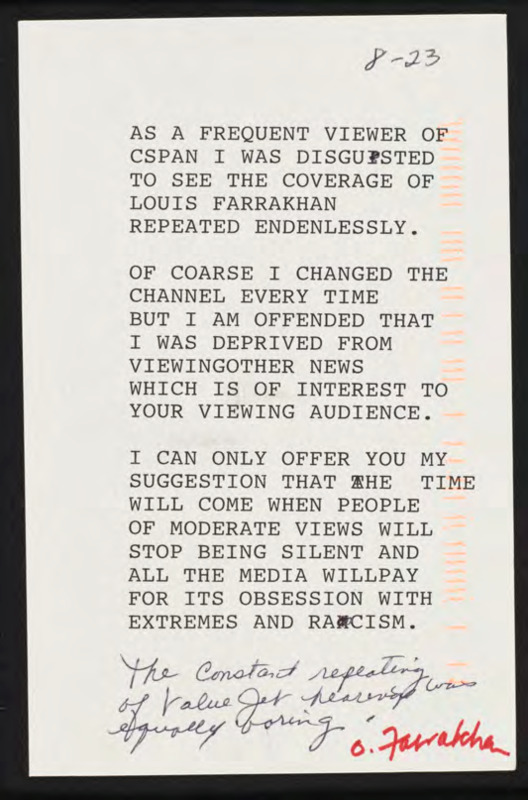 8-23
AS A FREQUENT VIEWER OF
CSPAN I WAS DISGUSTED
TO SEE THE COVERAGE OF
LOUIS FARRAKHAN
REPEATED ENDENLESSLY.
OF COARSE I CHANGED THE
CHANNEL EVERY TIME
BUT I AM OFFENDED THAT
I WAS DEPRIVED FROM
VIEWINGOTHER NEWS
WHICH IS OF INTEREST TO
YOUR VIEWING AUDIENCE.
I CAN ONLY OFFER YOU MY
SUGGESTION THAT THE TIME
WILL COME WHEN PEOPLE
OF MODERATE VIEWS WILL
STOP BEING SILENT AND
ALL THE MEDIA WILLPAY
FOR ITS OBSESSION WITH
EXTREMES AND RACISM.
The Constant repeating
of Value Jet hearings was
equally boring.
O. Farrakhan